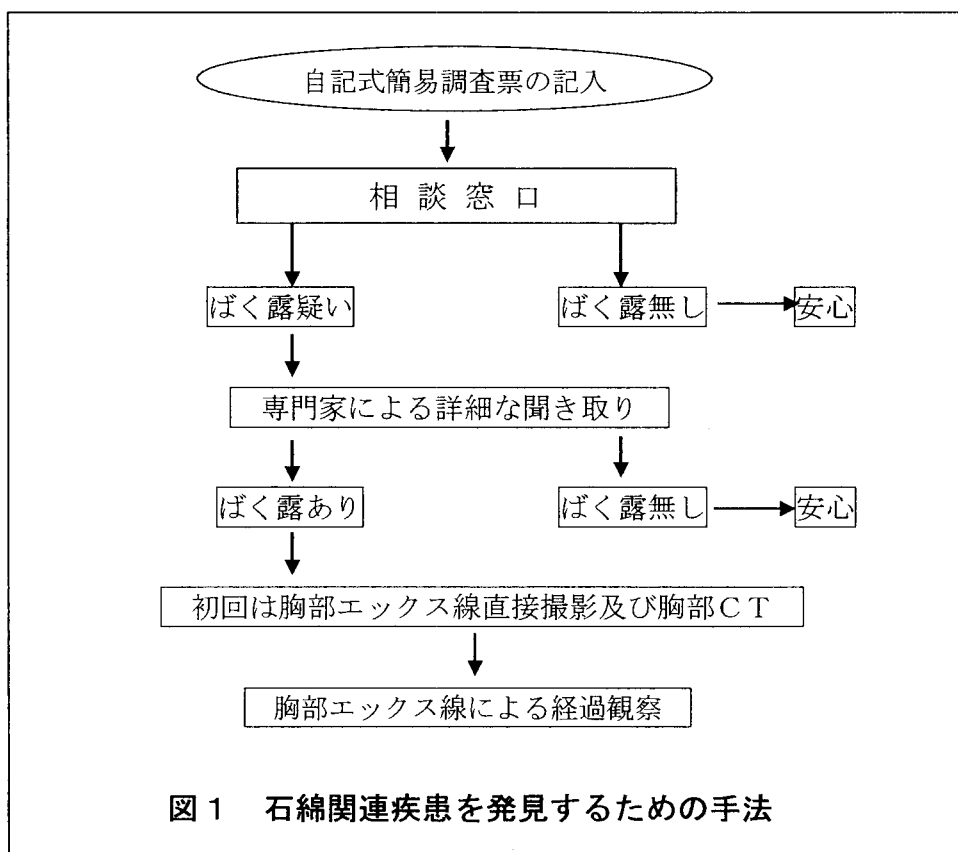 自記式簡易調査票の記入
相談窓口
ばく露疑い
ばく露無し
安心
専門家による詳細な聞き取り
ばく露あり
ばく露無し
安心
初回は胸部エックス線直接撮影及び胸部CT
胸部エックス線による経過観察
図1 石綿関連疾患を発見するための手法